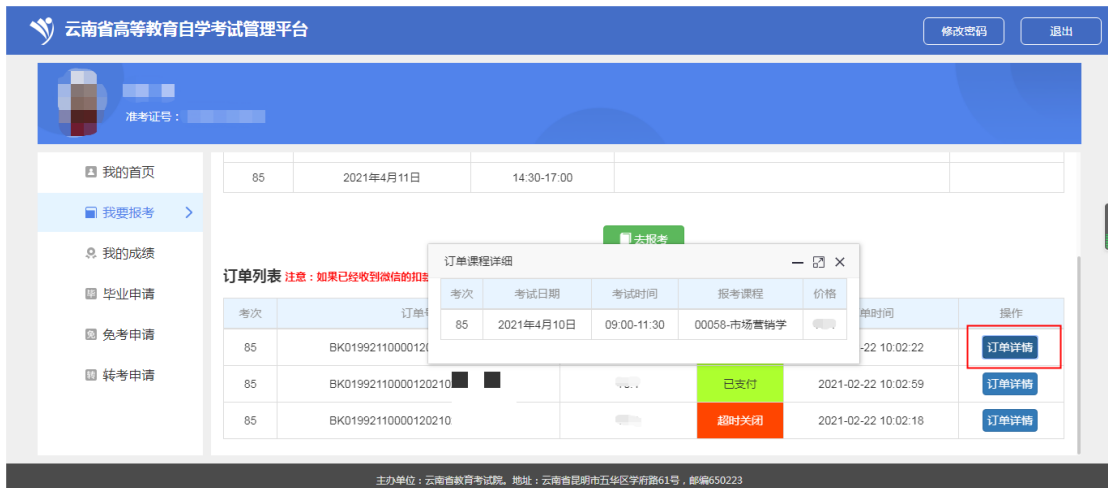 云南省高等教育自学考试管理平台
修改密码
退出
准考证号：
我的首页
我要报考
我的成绩
毕业申请
免考申请
转考申请
85 2021年4月11日 14:30-17:00
去报考
订单课程详细
考次 考试日期 考试时间 报考课程 价格
85 2021年4月10日 09:00-11:30 00058-市场营销学
订单列表 注意：如果已经收到微信的扣
考次 订单 单时间 操作
85 BK0199211000012 -22 10:02:22 订单详情
85 BK01992110000120210 已支付 2021-02-22 10:02:59 订单详情
85 BK01992110000120210 超时关闭 2021-02-22 10:02:18 订单详情
主办单位：云南省教育考试院。地址：云南省昆明市五华区学府路61号，邮编650223